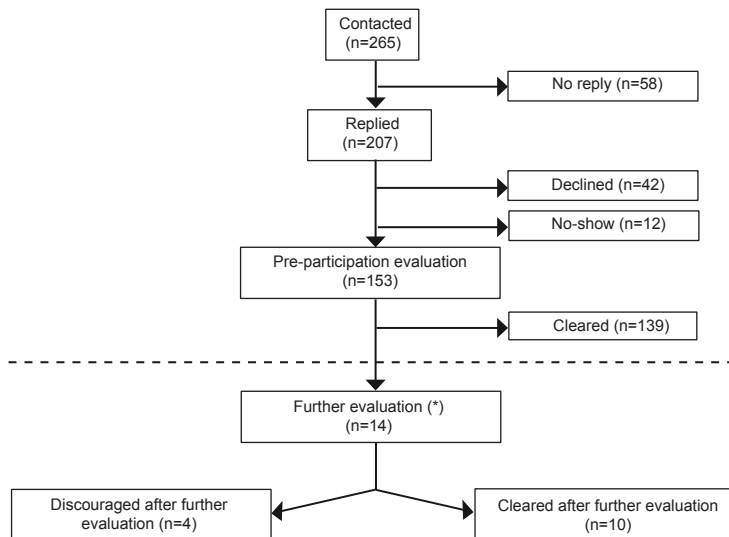 Contacted
(n=265)
No reply (n=58)
Replied
(n=207)
Declined (n=42)
No-show (n=12)
Pre-participation evaluation
(n=153)
Cleared (n=139)
Further evaluation (*)
(n=14)
Discouraged after further
evaluation (n=4)
Cleared after further evaluation
(n=10)